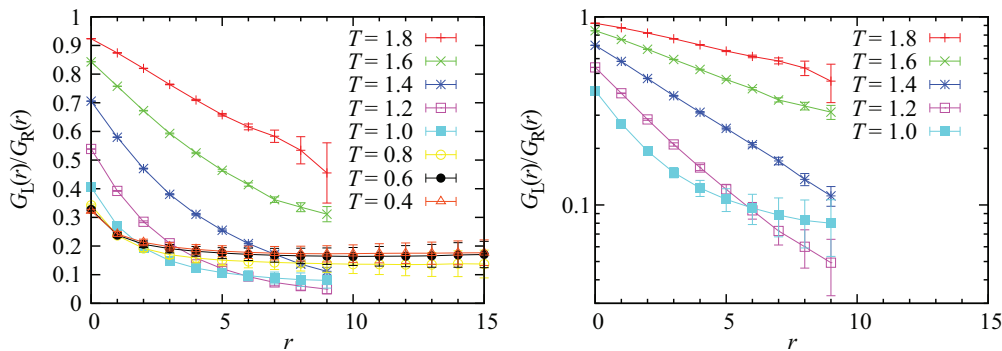 1
0.9
0.8
0.7
0.6
0.5
0.4
0.3
0.2
0.1
0
G_L(r)/G_R(r)
0 5 10 15
r
T = 1.8
T = 1.6
T = 1.4
T = 1.2
T = 1.0
T = 0.8
T = 0.6
T = 0.4
1
0.1
G_L(r)/G_R(r)
0 5 10 15
r
T = 1.8
T = 1.6
T = 1.4
T = 1.2
T = 1.0